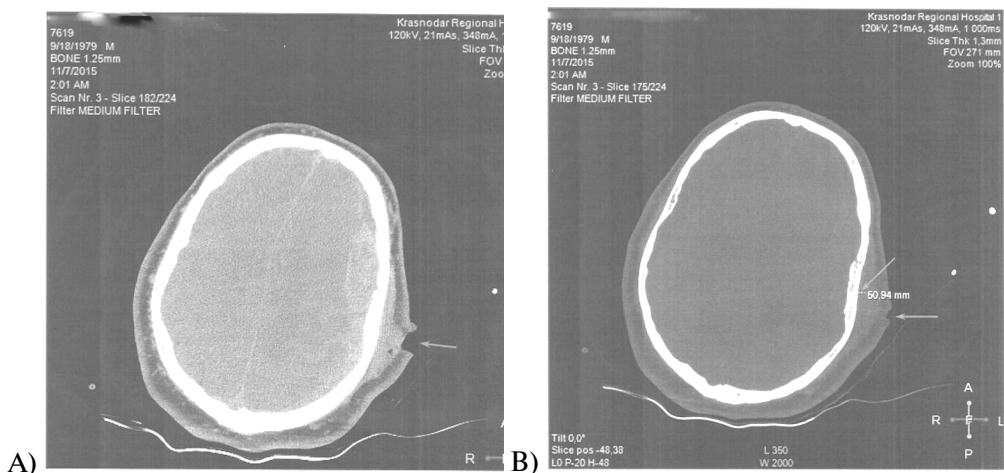 7619
9/18/1979 M
BONE 1.25mm
11/7/2015
2:01 AM
Scan Nr. 3 - Slice 182/224
Filter MEDIUM FILTER
Krasnodar Regional H
120kV, 21mAs, 348mA, 1
Slice Thk
FOV
Zoo
R
A)
7619
9/18/1979 M
BONE 1.25mm
11/7/2015
2:01 AM
Scan Nr. 3 - Slice 175/224
Filter MEDIUM FILTER
Krasnodar Regional Hospital 1
120kV, 21mAs, 348mA, 1 000ms
Slice Thk 1,3mm
FOV 271 mm
Zoom 100%
50,94 mm
A
R F L
P
Tilt 0,0°
Slice pos -48,38
L0 P-20 H-48
L 350
W 2000
B)